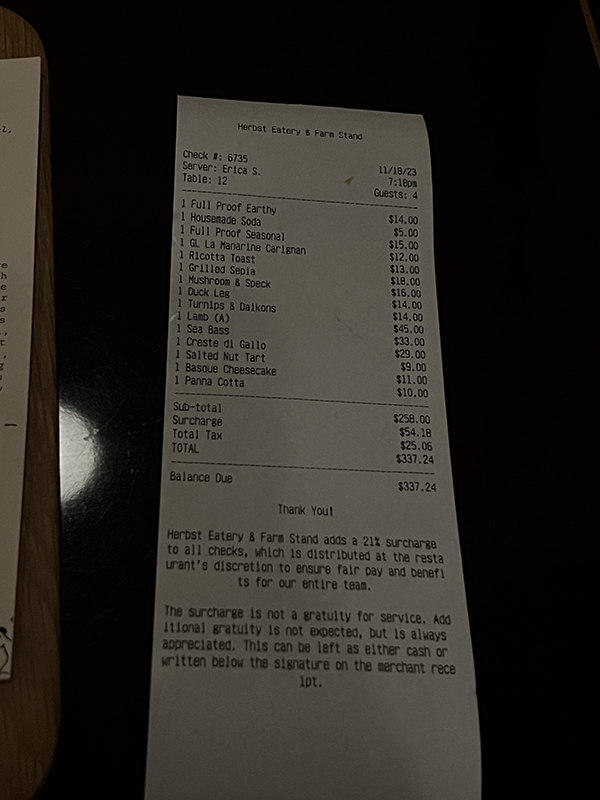 Herbst Eatery & Farm Stand
Check #: 6735
11/18/23
Server: Erica S.
7:18pm
Table: 12
Guests: 4
1 Full Proof Earthy $14.00
1 Housemade Soda $5.00
1 Full Proof Seasonal $15.00
1 GL La Manarine Carignan $12.00
1 Ricotta Toast $13.00
1 Grilled Sepia $18.00
1 Mushroom & Speck $16.00
1 Duck Leg $14.00
1 Turnips & Daikons $14.00
1 Lamb (A) $45.00
1 Sea Bass $33.00
1 Creste di Gallo $29.00
1 Salted Nut Tart $9.00
1 Basque Cheesecake $11.00
1 Panna Cotta $10.00
Sub-total $258.00
Surcharge $54.18
Total Tax $25.06
TOTAL $337.24
Balance Due $337.24
Thank You!
Herbst Eatery & Farm Stand adds a 21% surcharge
to all checks, which is distributed at the resta
urant's discretion to ensure fair pay and benefi
ts for our entire team.
The surcharge is not a gratuity for service. Add
itional gratuity is not expected, but is always
appreciated. This can be left as either cash or
written below the signature on the merchant rece
ipt.